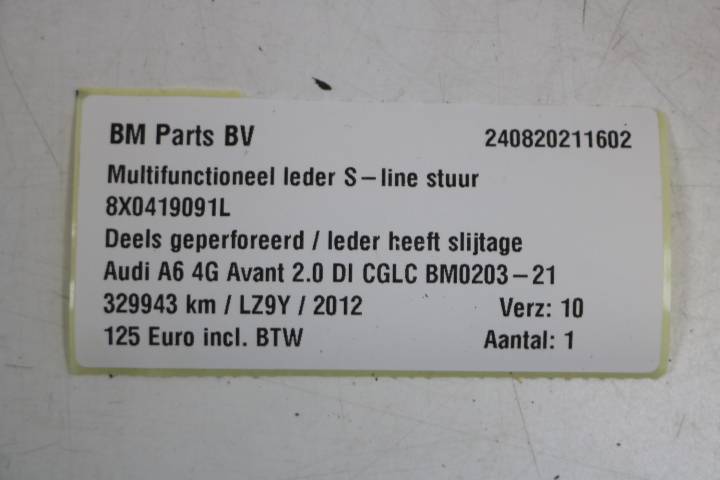 BM Parts BV 240820211602
Multifunctioneel leder S-line stuur
8X0419091L
Deels geperforeerd / leder heeft slijtage
Audi A6 4G Avant 2.0 DI CGLC BM0203-21
329943 km / LZ9Y / 2012 Verz: 10
125 Euro incl. BTW Aantal: 1